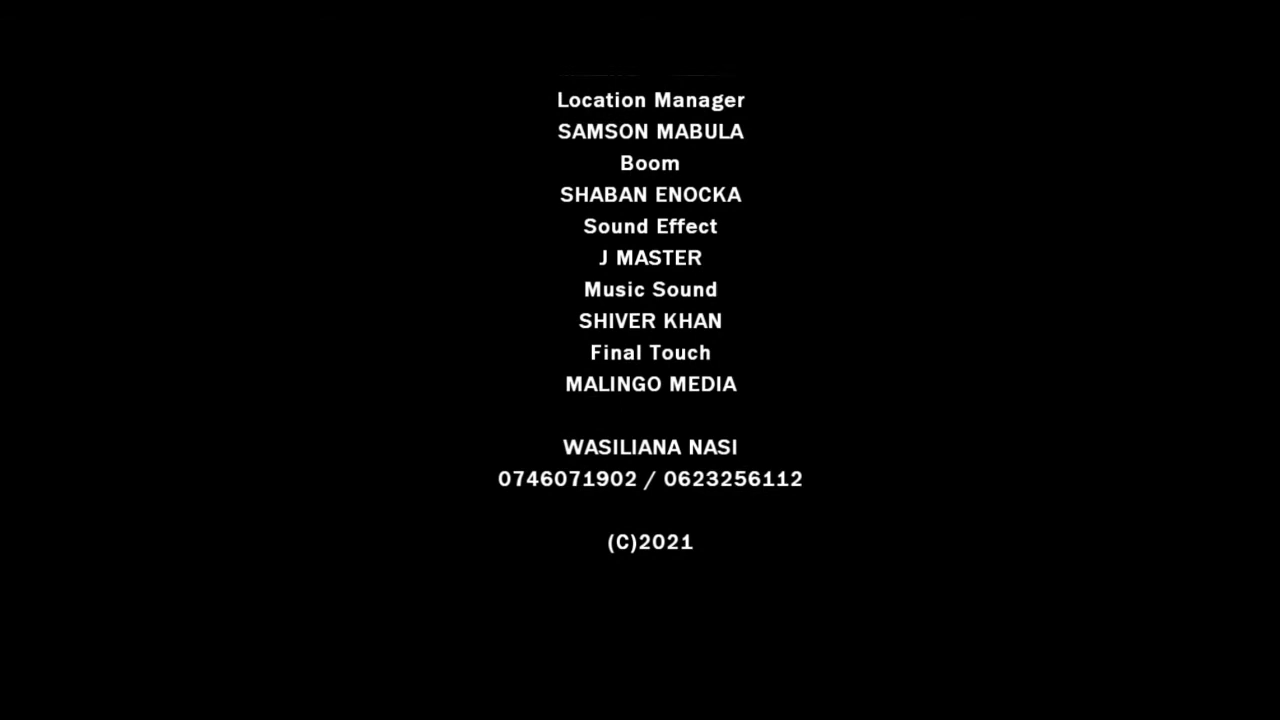 Location Manager
SAMSON MABULA
Boom
SHABAN ENOCKA
Sound Effect
J MASTER
Music Sound
SHIVER KHAN
Final Touch
MALINGO MEDIA
WASILIANA NASI
0746071902 / 0623256112
(C)2021